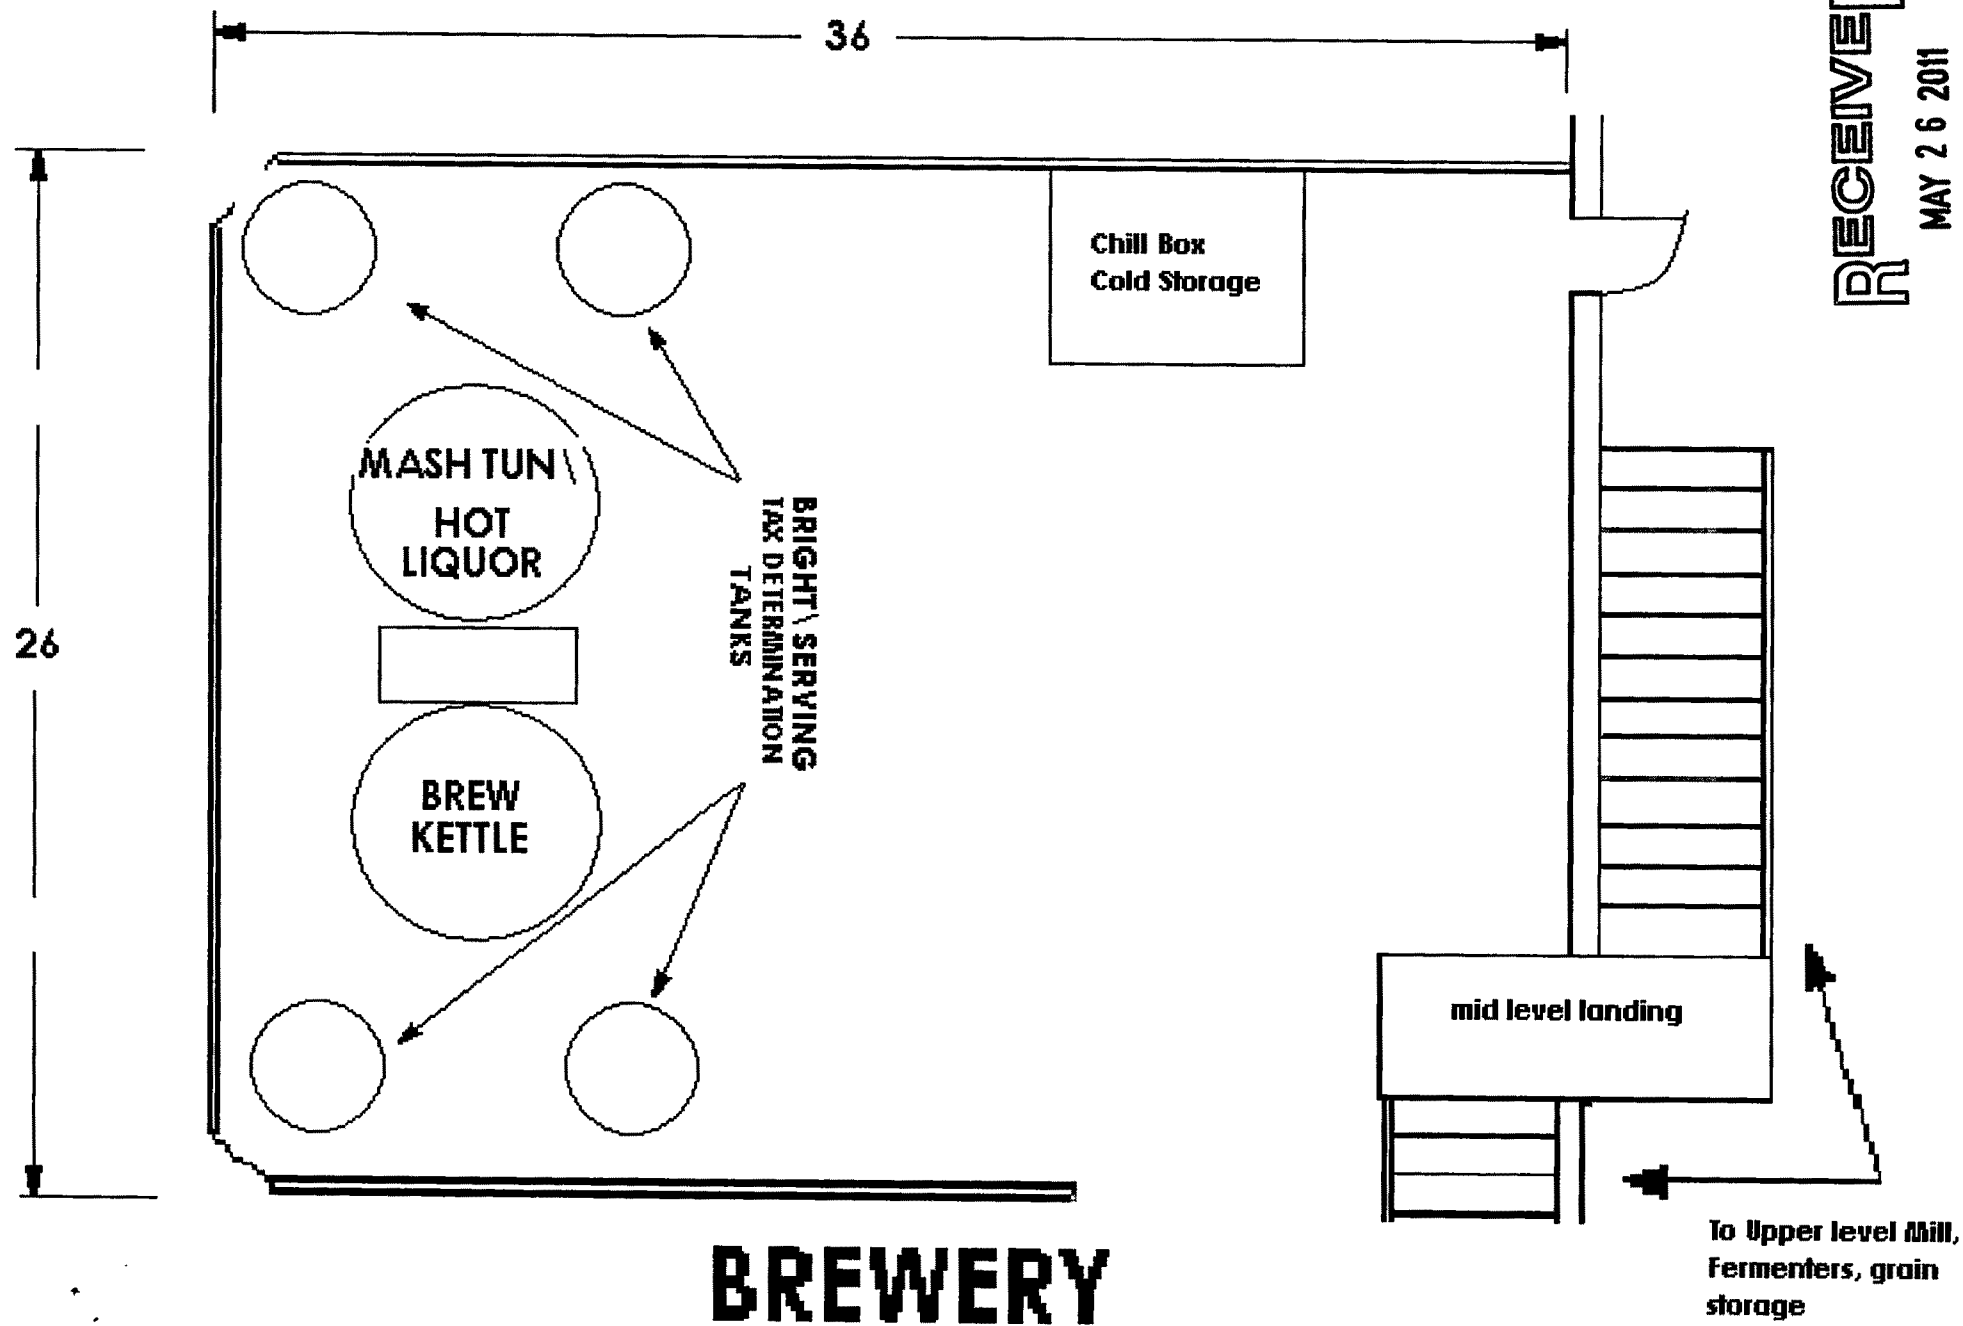 36
RECEIVE
MAY 26 2011
Chill Box
Cold Storage
MASH TUN \
HOT
LIQUOR
BRIGHT \ SERVING
TAX DETERMINATION
TANKS
26
BREW
KETTLE
mid level landing
To Upper level Mill,
Fermenters, grain
storage
BREWERY